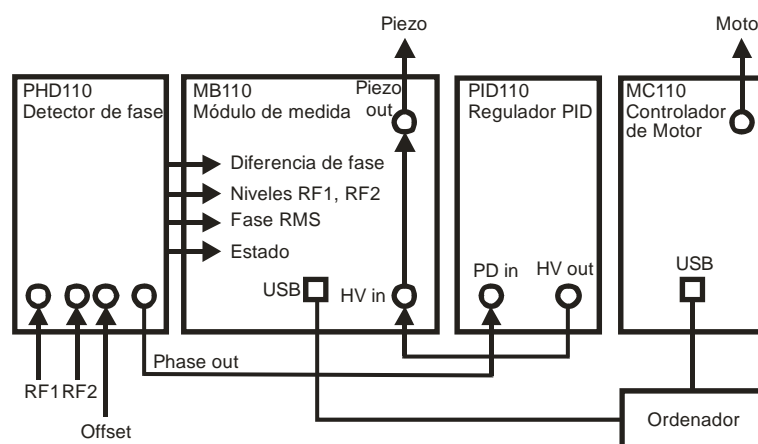 Piezo
Moto
PHD110
Detector de fase
MB110
Módulo de medida
Piezo
out
PID110
Regulador PID
MC110
Controlador
de Motor
Diferencia de fase
Niveles RF1, RF2
Fase RMS
Estado
USB
HV in
PD in
HV out
USB
Phase out
RF1
RF2
Offset
Ordenador